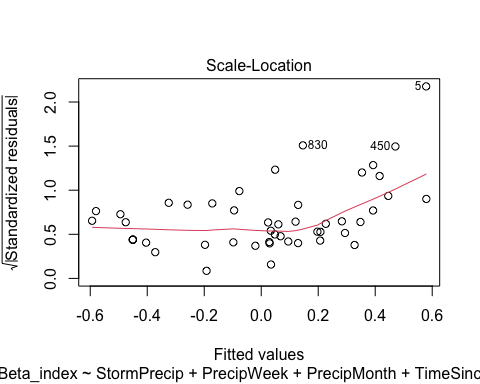 Scale-Location
√|Standardized residuals|
2.0
1.5
1.0
0.5
0.0
5
830
450
-0.6 -0.4 -0.2 0.0 0.2 0.4 0.6
Fitted values
Beta_index ~ StormPrecip + PrecipWeek + PrecipMonth + TimeSinc